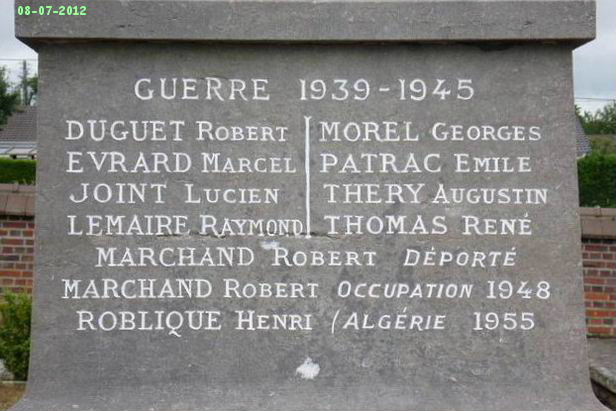 08-07-2012
GUERRE 1939-1945
DUGUET ROBERT
EVRARD MARCEL
JOINT LUCIEN
LEMAIRE RAYMOND
MOREL GEORGES
PATRAC EMILE
THERY AUGUSTIN
THOMAS RENÉ
MARCHAND ROBERT DÉPORTÉ
MARCHAND ROBERT OCCUPATION 1948
ROBLIQUE HENRI (ALGÉRIE 1955